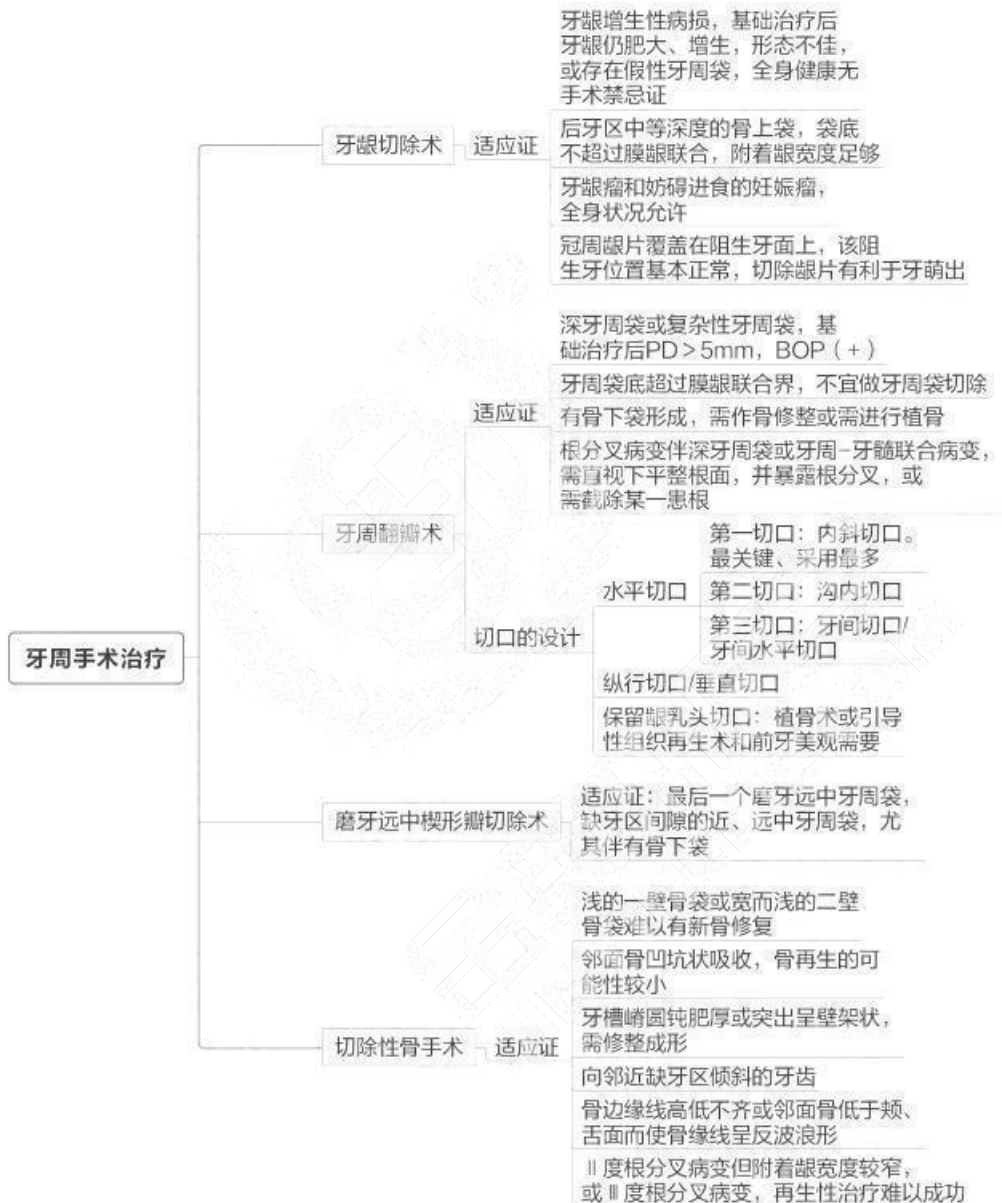 牙周手术治疗
牙龈切除术
适应证
牙龈增生性病损，基础治疗后
牙龈仍肥大、增生，形态不佳，
或存在假性牙周袋，全身健康无
手术禁忌证
后牙区中等深度的骨上袋，袋底
不超过膜龈联合，附着龈宽度足够
牙龈瘤和妨碍进食的妊娠瘤，
全身状况允许
冠周龈片覆盖在阻生牙面上，该阻
生牙位置基本正常，切除龈片有利于牙萌出
牙周翻瓣术
适应证
深牙周袋或复杂性牙周袋，基
础治疗后PD＞5mm，BOP（+）
牙周袋底超过膜龈联合界，不宜做牙周袋切除
有骨下袋形成，需作骨修整或需进行植骨
根分叉病变伴深牙周袋或牙周-牙髓联合病变，
需直视下平整根面，并暴露根分叉，或
需截除某一患根
切口的设计
水平切口
第一切口：内斜切口。
最关键、采用最多
第二切口：沟内切口
第三切口：牙间切口/
牙间水平切口
纵行切口/垂直切口
保留龈乳头切口：植骨术或引导
性组织再生术和前牙美观需要
磨牙远中楔形瓣切除术
适应证：最后一个磨牙远中牙周袋，
缺牙区间隙的近、远中牙周袋，尤
其伴有骨下袋
切除性骨手术
适应证
浅的一壁骨袋或宽而浅的二壁
骨袋难以有新骨修复
邻面骨凹坑状吸收，骨再生的可
能性较小
牙槽嵴圆钝肥厚或突出呈壁架状，
需修整成形
向邻近缺牙区倾斜的牙齿
骨边缘线高低不齐或邻面骨低于颊、
舌面而使骨缘线呈反波浪形
Ⅱ度根分叉病变但附着龈宽度较窄，
或Ⅲ度根分叉病变，再生性治疗难以成功